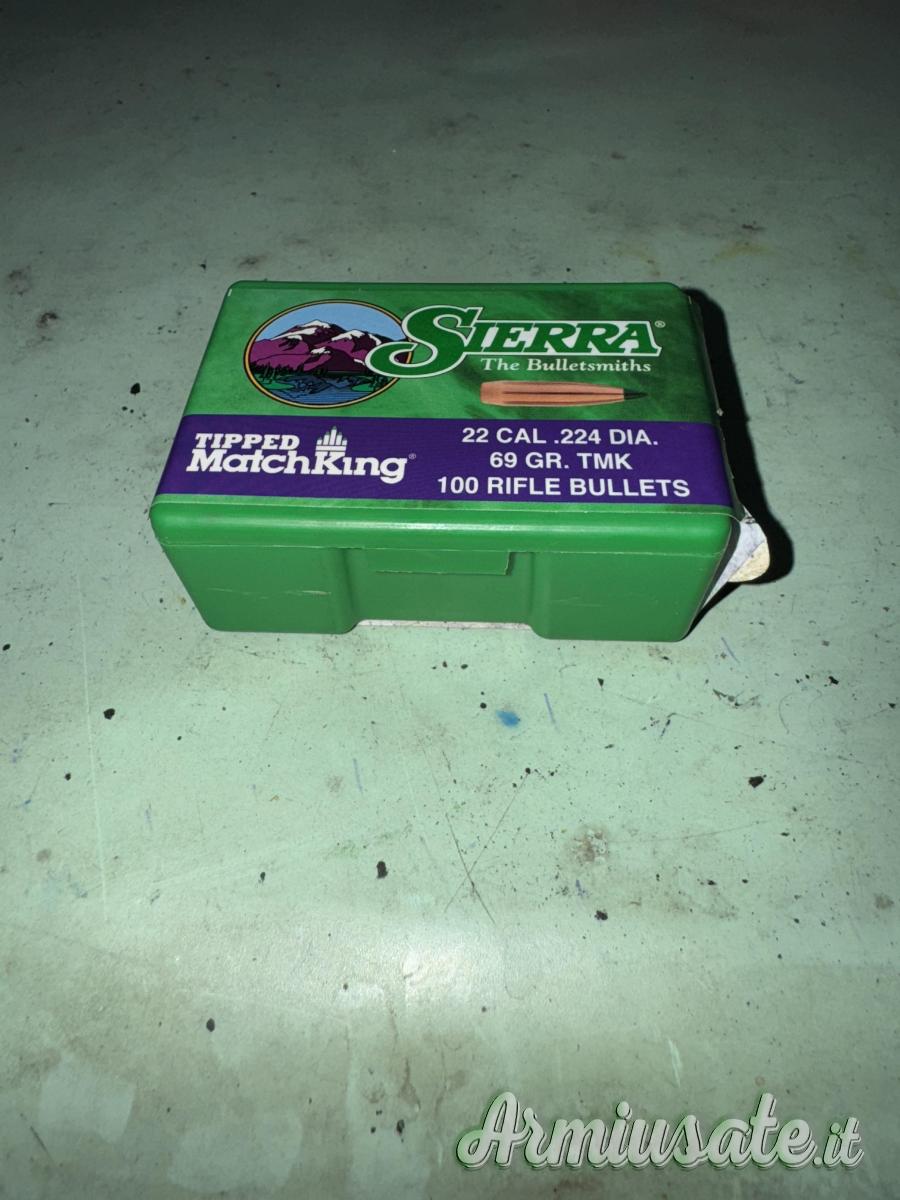 SIERRA®
The Bulletsmiths
TIPPED
MatchKing®
22 CAL .224 DIA.
69 GR. TMK
100 RIFLE BULLETS
Armiusate.it